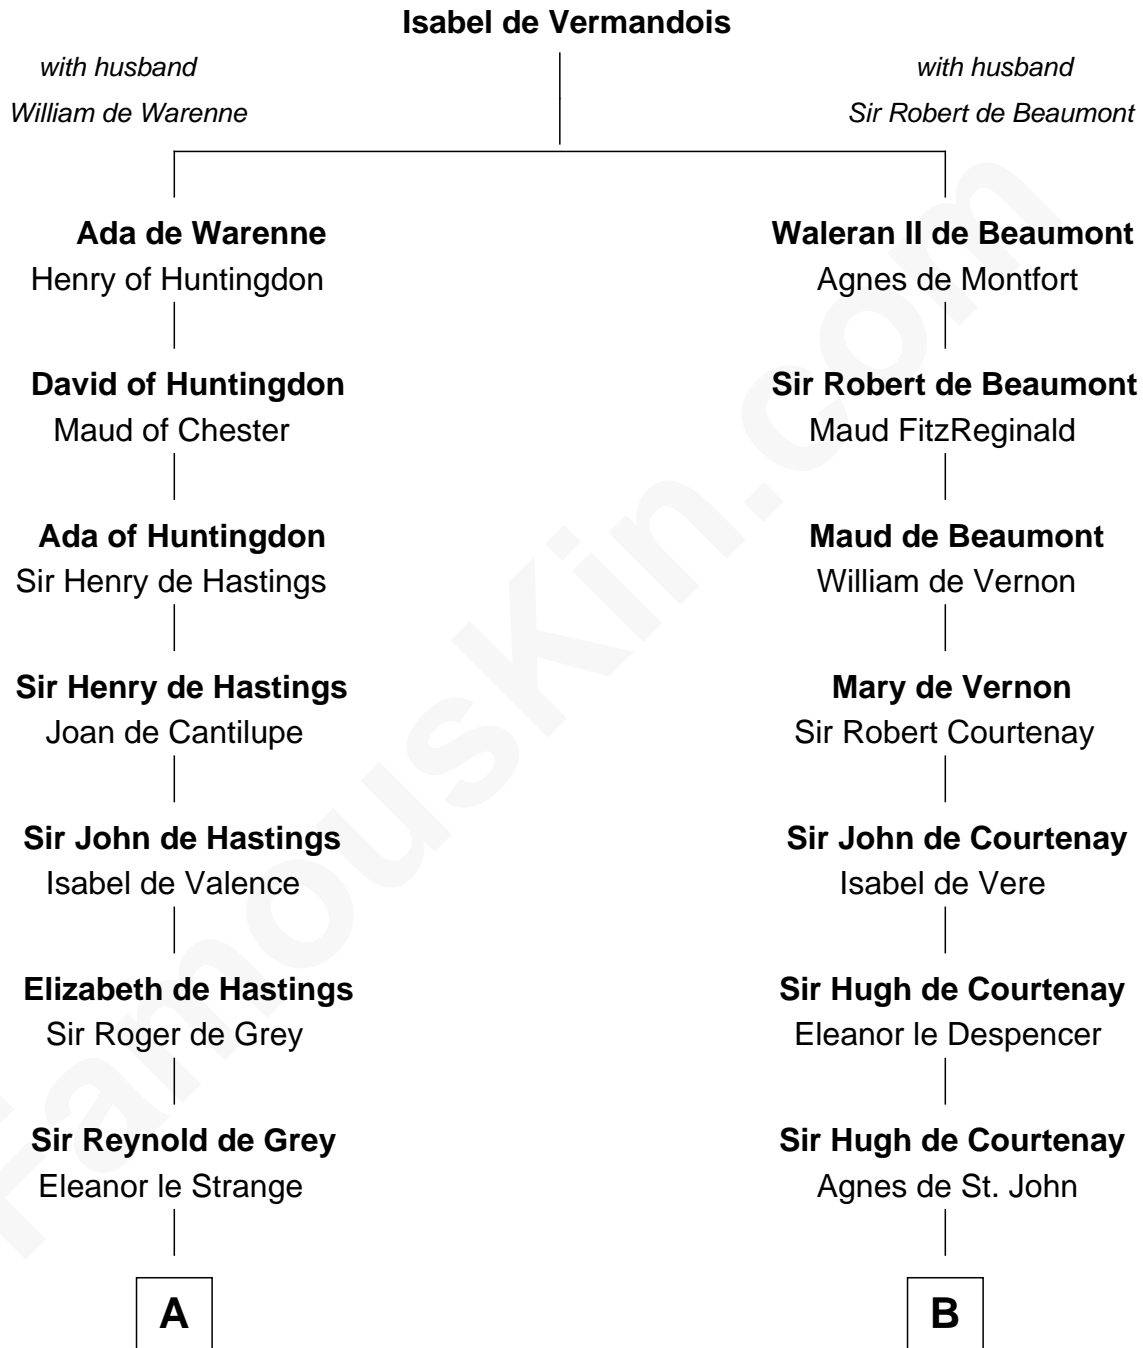 Isabel de Vermandois
with husband
William de Warenne
with husband
Sir Robert de Beaumont
Ada de Warenne
Henry of Huntingdon
Waleran II de Beaumont
Agnes de Montfort
David of Huntingdon
Maud of Chester
Sir Robert de Beaumont
Maud FitzReginald
Ada of Huntingdon
Sir Henry de Hastings
Maud de Beaumont
William de Vernon
Sir Henry de Hastings
Joan de Cantilupe
Mary de Vernon
Sir Robert Courtenay
Sir John de Hastings
Isabel de Valence
Sir John de Courtenay
Isabel de Vere
Elizabeth de Hastings
Sir Roger de Grey
Sir Hugh de Courtenay
Eleanor le Despencer
Sir Reynold de Grey
Eleanor le Strange
Sir Hugh de Courtenay
Agnes de St. John
A
B
FamousKin.com